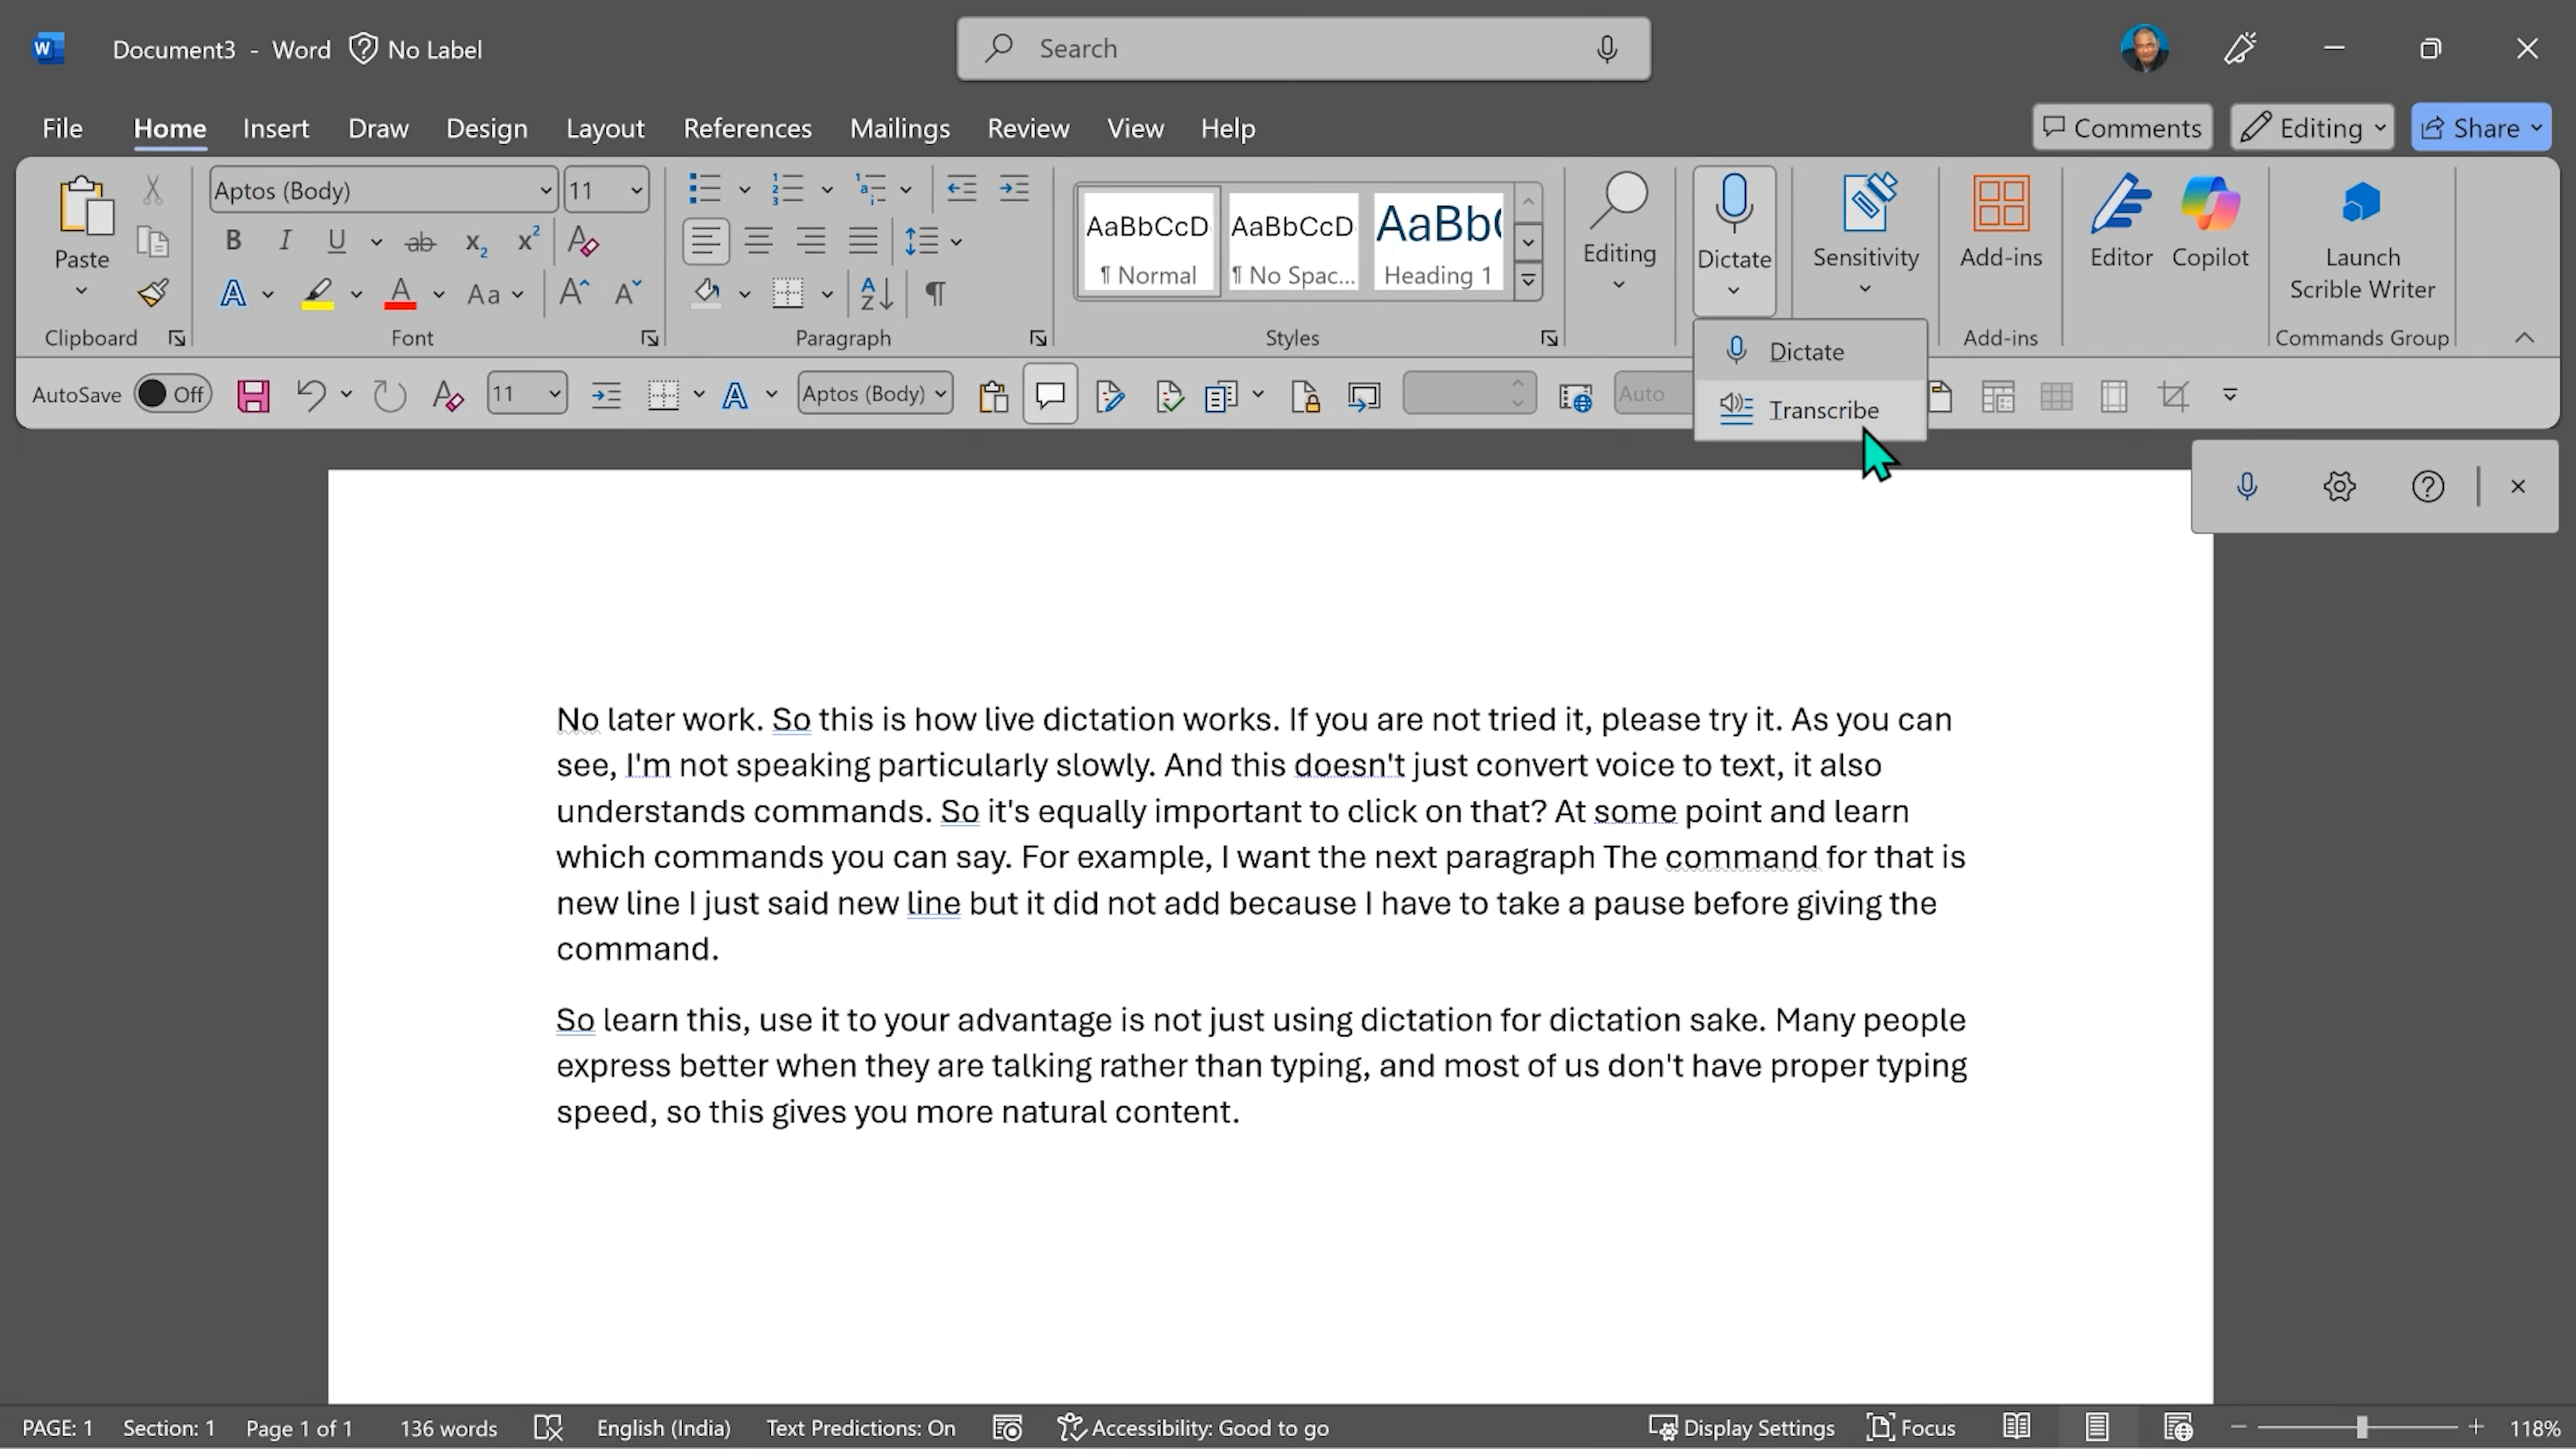 Document3 - Word No Label
Search
File Home Insert Draw Design Layout References Mailings Review View Help
Comments Editing Share
Paste
Clipboard
Aptos (Body) 11
B I U ab x₂ x²
A A Aa A A
Font
Paragraph
AaBbCcD AaBbCcD AaBb(
¶ Normal ¶ No Spac... Heading 1
Styles
Editing
Dictate
Sensitivity
Add-ins
Add-ins
Editor Copilot
Launch
Scrible Writer
Commands Group
Dictate
Transcribe
AutoSave Off 11 Aptos (Body) Auto
No later work. So this is how live dictation works. If you are not tried it, please try it. As you can
see, I'm not speaking particularly slowly. And this doesn't just convert voice to text, it also
understands commands. So it's equally important to click on that? At some point and learn
which commands you can say. For example, I want the next paragraph The command for that is
new line I just said new line but it did not add because I have to take a pause before giving the
command.
So learn this, use it to your advantage is not just using dictation for dictation sake. Many people
express better when they are talking rather than typing, and most of us don't have proper typing
speed, so this gives you more natural content.
PAGE: 1 Section: 1 Page 1 of 1 136 words English (India) Text Predictions: On Accessibility: Good to go Display Settings Focus 118%